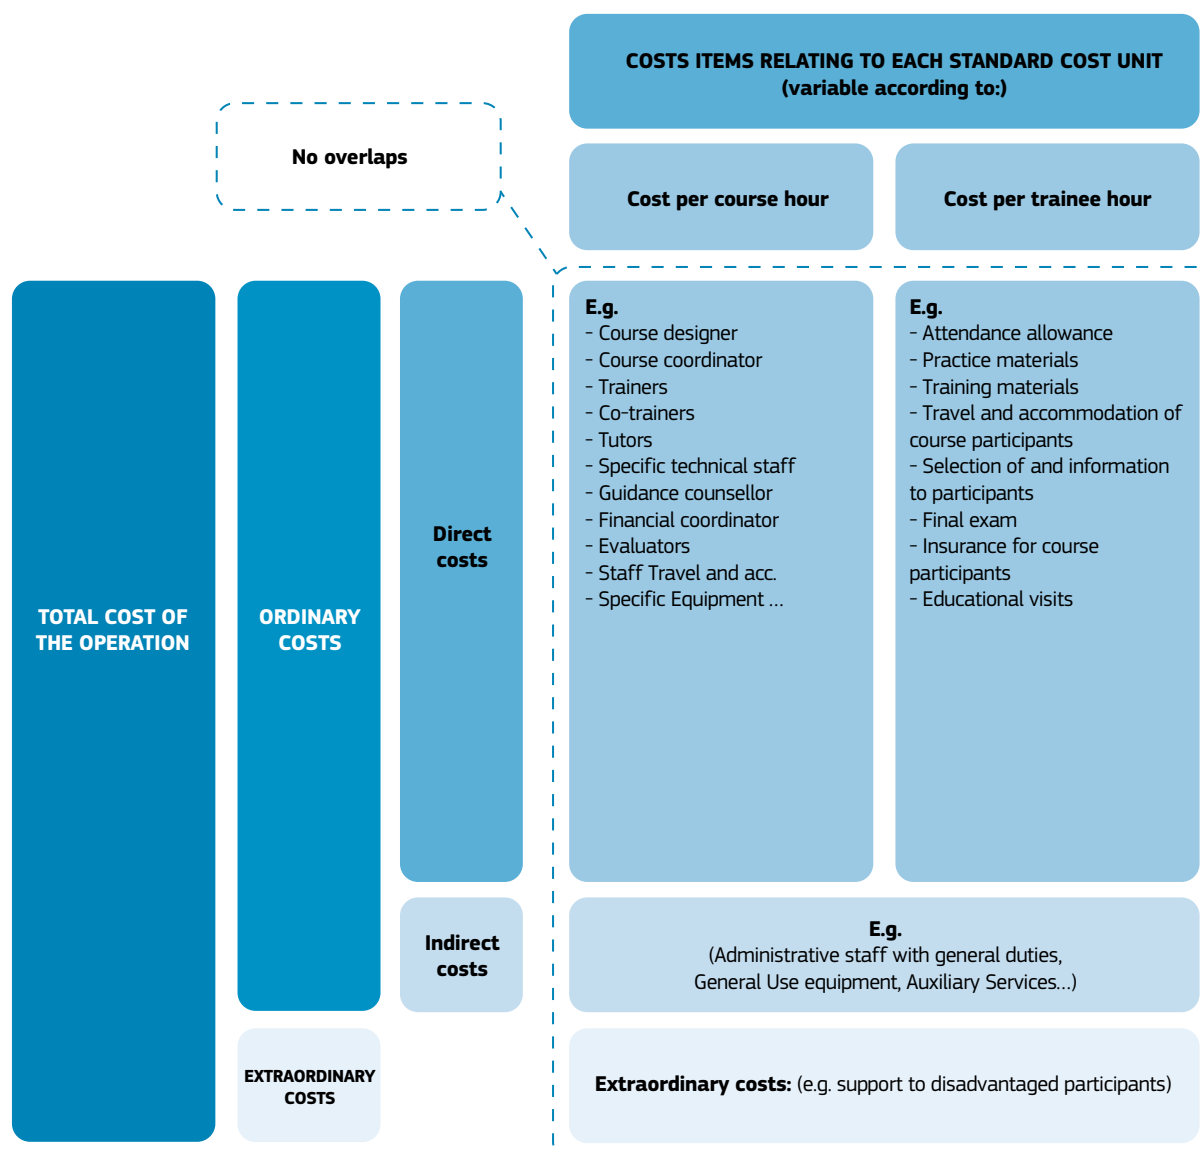 COSTS ITEMS RELATING TO EACH STANDARD COST UNIT
(variable according to:)
No overlaps
Cost per course hour
Cost per trainee hour
TOTAL COST OF
THE OPERATION
ORDINARY
COSTS
Direct
costs
E.g.
- Course designer
- Course coordinator
- Trainers
- Co-trainers
- Tutors
- Specific technical staff
- Guidance counsellor
- Financial coordinator
- Evaluators
- Staff Travel and acc.
- Specific Equipment ...
E.g.
- Attendance allowance
- Practice materials
- Training materials
- Travel and accommodation of
course participants
- Selection of and information
to participants
- Final exam
- Insurance for course
participants
- Educational visits
Indirect
costs
E.g.
(Administrative staff with general duties,
General Use equipment, Auxiliary Services...)
EXTRAORDINARY
COSTS
Extraordinary costs: (e.g. support to disadvantaged participants)